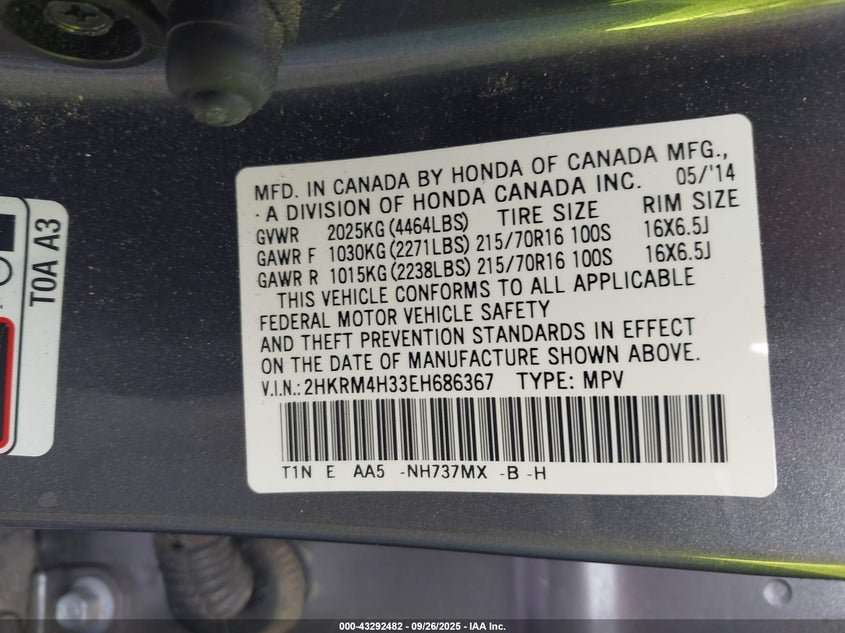 MFD. IN CANADA BY HONDA OF CANADA MFG.,
A DIVISION OF HONDA CANADA INC. 05/'14
GVWR 2025KG (4464LBS) TIRE SIZE RIM SIZE
GAWR F 1030KG (2271LBS) 215/70R16 100S 16X6.5J
GAWR R 1015KG (2238LBS) 215/70R16 100S 16X6.5J
THIS VEHICLE CONFORMS TO ALL APPLICABLE
FEDERAL MOTOR VEHICLE SAFETY
AND THEFT PREVENTION STANDARDS IN EFFECT
ON THE DATE OF MANUFACTURE SHOWN ABOVE.
V.I.N.: 2HKRM4H33EH686367 TYPE: MPV
T1N E AA5 -NH737MX -B -H
T0A A3
000-43292482 - 09/26/2025 - IAA Inc.